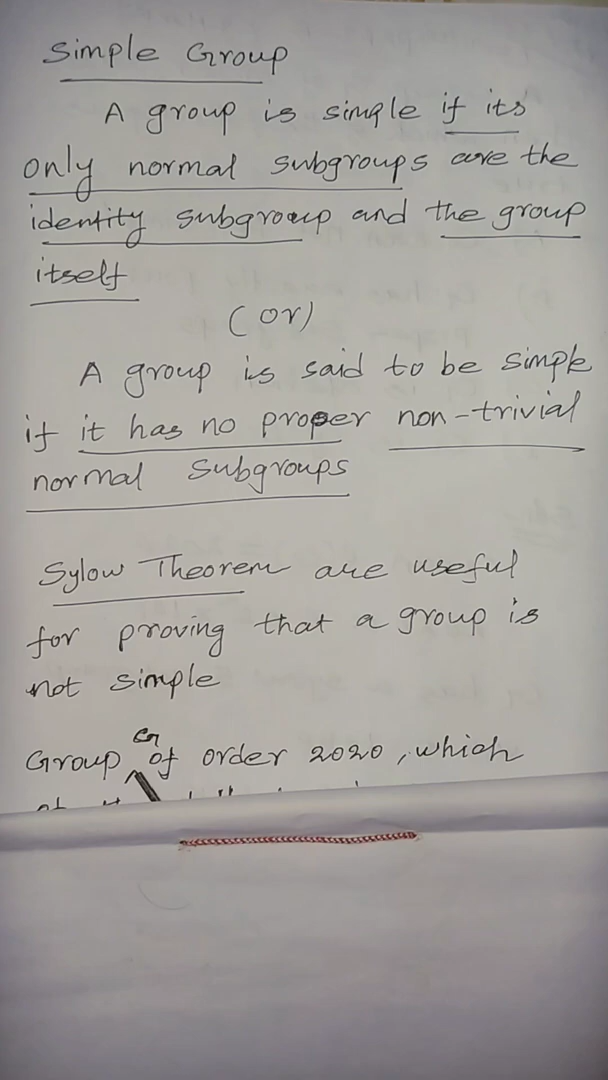 Simple Group
A group is simple if its
only normal subgroups are the
identity subgroup and the group
itself
(or)
A group is said to be simple
if it has no proper non-trivial
normal subgroups
Sylow Theorem are useful
for proving that a group is
not simple
G
Group of order 2020, which